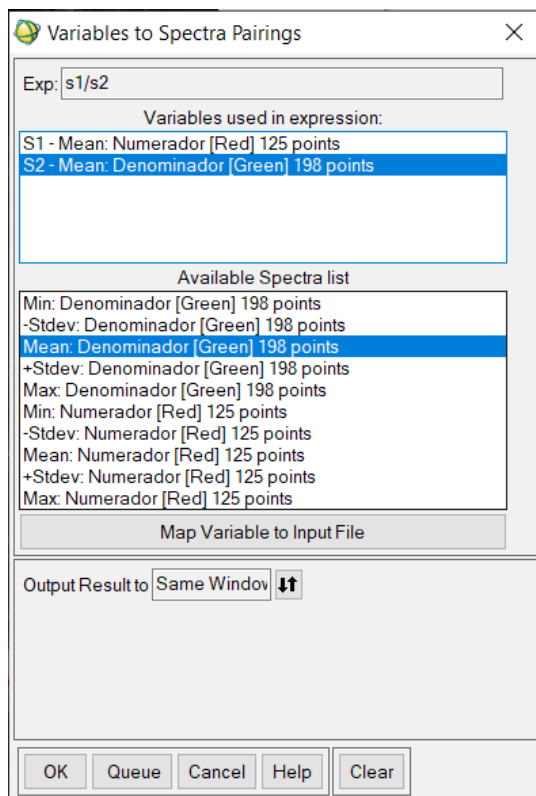 Variables to Spectra Pairings
Exp: s1/s2
Variables used in expression:
S1 - Mean: Numerador [Red] 125 points
S2 - Mean: Denominador [Green] 198 points
Available Spectra list
Min: Denominador [Green] 198 points
-Stdev: Denominador [Green] 198 points
Mean: Denominador [Green] 198 points
+Stdev: Denominador [Green] 198 points
Max: Denominador [Green] 198 points
Min: Numerador [Red] 125 points
-Stdev: Numerador [Red] 125 points
Mean: Numerador [Red] 125 points
+Stdev: Numerador [Red] 125 points
Max: Numerador [Red] 125 points
Map Variable to Input File
Output Result to Same Window
OK Queue Cancel Help Clear